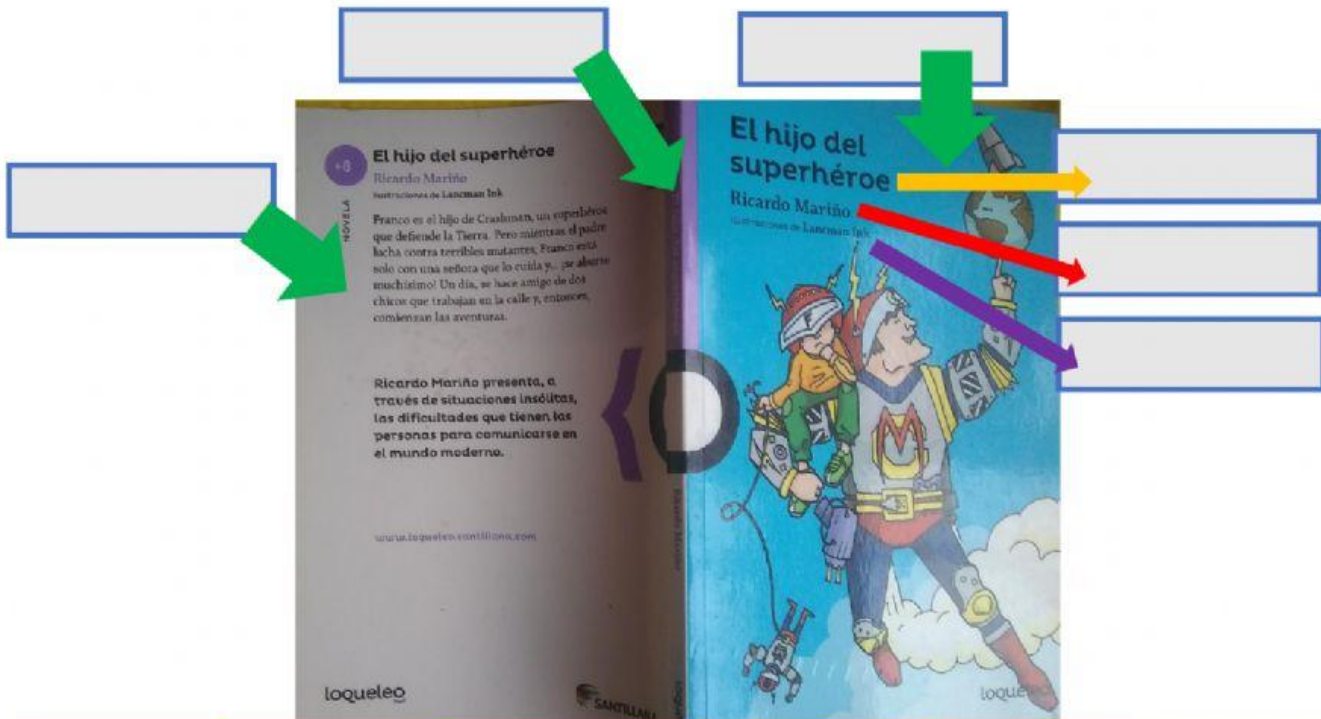 +8
NOVELA
El hijo del superhéroe
Ricardo Mariño
Ilustraciones de Lancman Ink
Franco es el hijo de Crashman, un superhéroe
que defiende la Tierra. Pero mientras el padre
lucha contra terribles mutantes, Franco está
solo con una señora que lo cuida y... ¡se aburre
muchísimo! Un día, se hace amigo de dos
chicos que trabajan en la calle y, entonces,
comienzan las aventuras.
Ricardo Mariño presenta, a
través de situaciones insólitas,
las dificultades que tienen las
personas para comunicarse en
el mundo moderno.
www.loqueleo.santillana.com
loqueleo
SANTILLANA
Ricardo Mariño
El hijo del
superhéroe
Ricardo Mariño
Ilustraciones de Lancman Ink
F
M
loqueleo